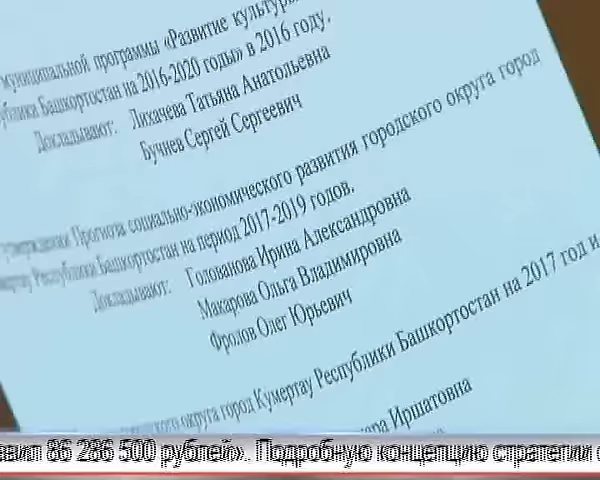 муниципальной программы «Развитие культуры
Башкортостан на 2016-2020 годы» в 2016 году.
Докладывают: Лихачева Татьяна Анатольевна
Бучнев Сергей Сергеевич
Прогноза социально-экономического развития городского округа город
Республики Башкортостан на период 2017-2019 годов.
Докладывают: Голованова Ирина Александровна
Макарова Ольга Владимировна
Фролов Олег Юрьевич
округа город Кумертау Республики Башкортостан на 2017 год и
Иршатовна
86 286 500 рублей». Подробную концепцию стратегии